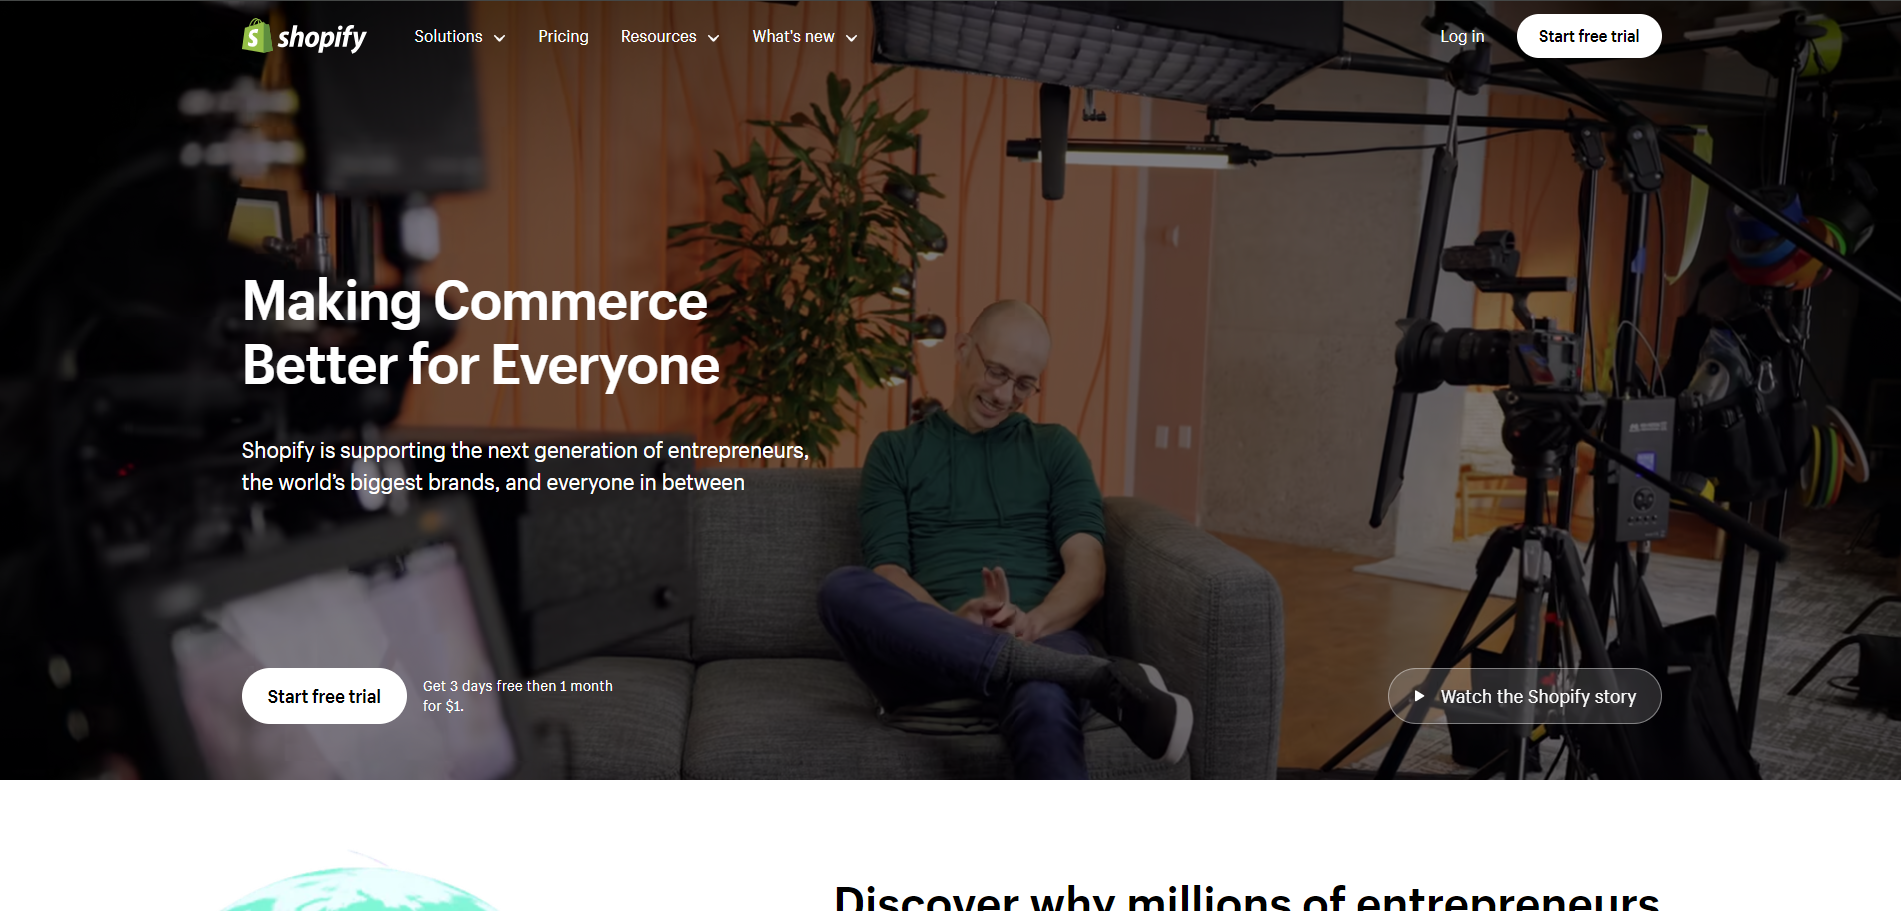 shopify
Solutions
Pricing
Resources
What's new
Log in
Start free trial
Making Commerce
Better for Everyone
Shopify is supporting the next generation of entrepreneurs,
the world’s biggest brands, and everyone in between
Start free trial
Get 3 days free then 1 month
for $1.
Watch the Shopify story
Discover why millions of entrepreneurs